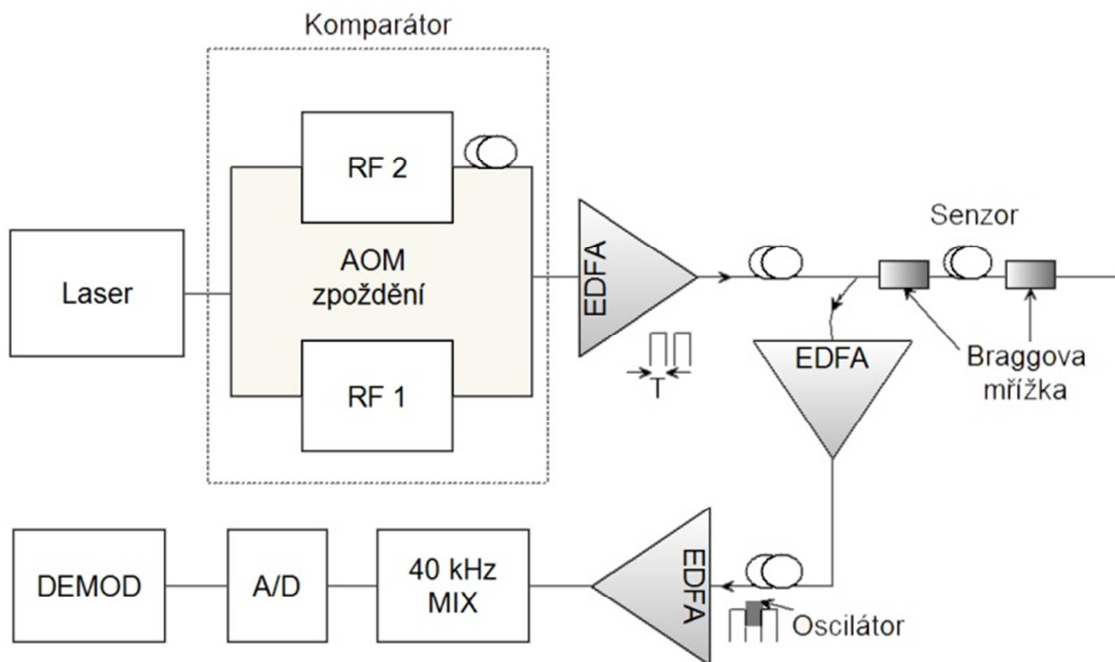 Komparátor
RF 2
Laser
AOM
zpoždění
RF 1
EDFA
T
Senzor
EDFA
Braggova
mřížka
DEMOD
A/D
40 kHz
MIX
EDFA
Oscilátor